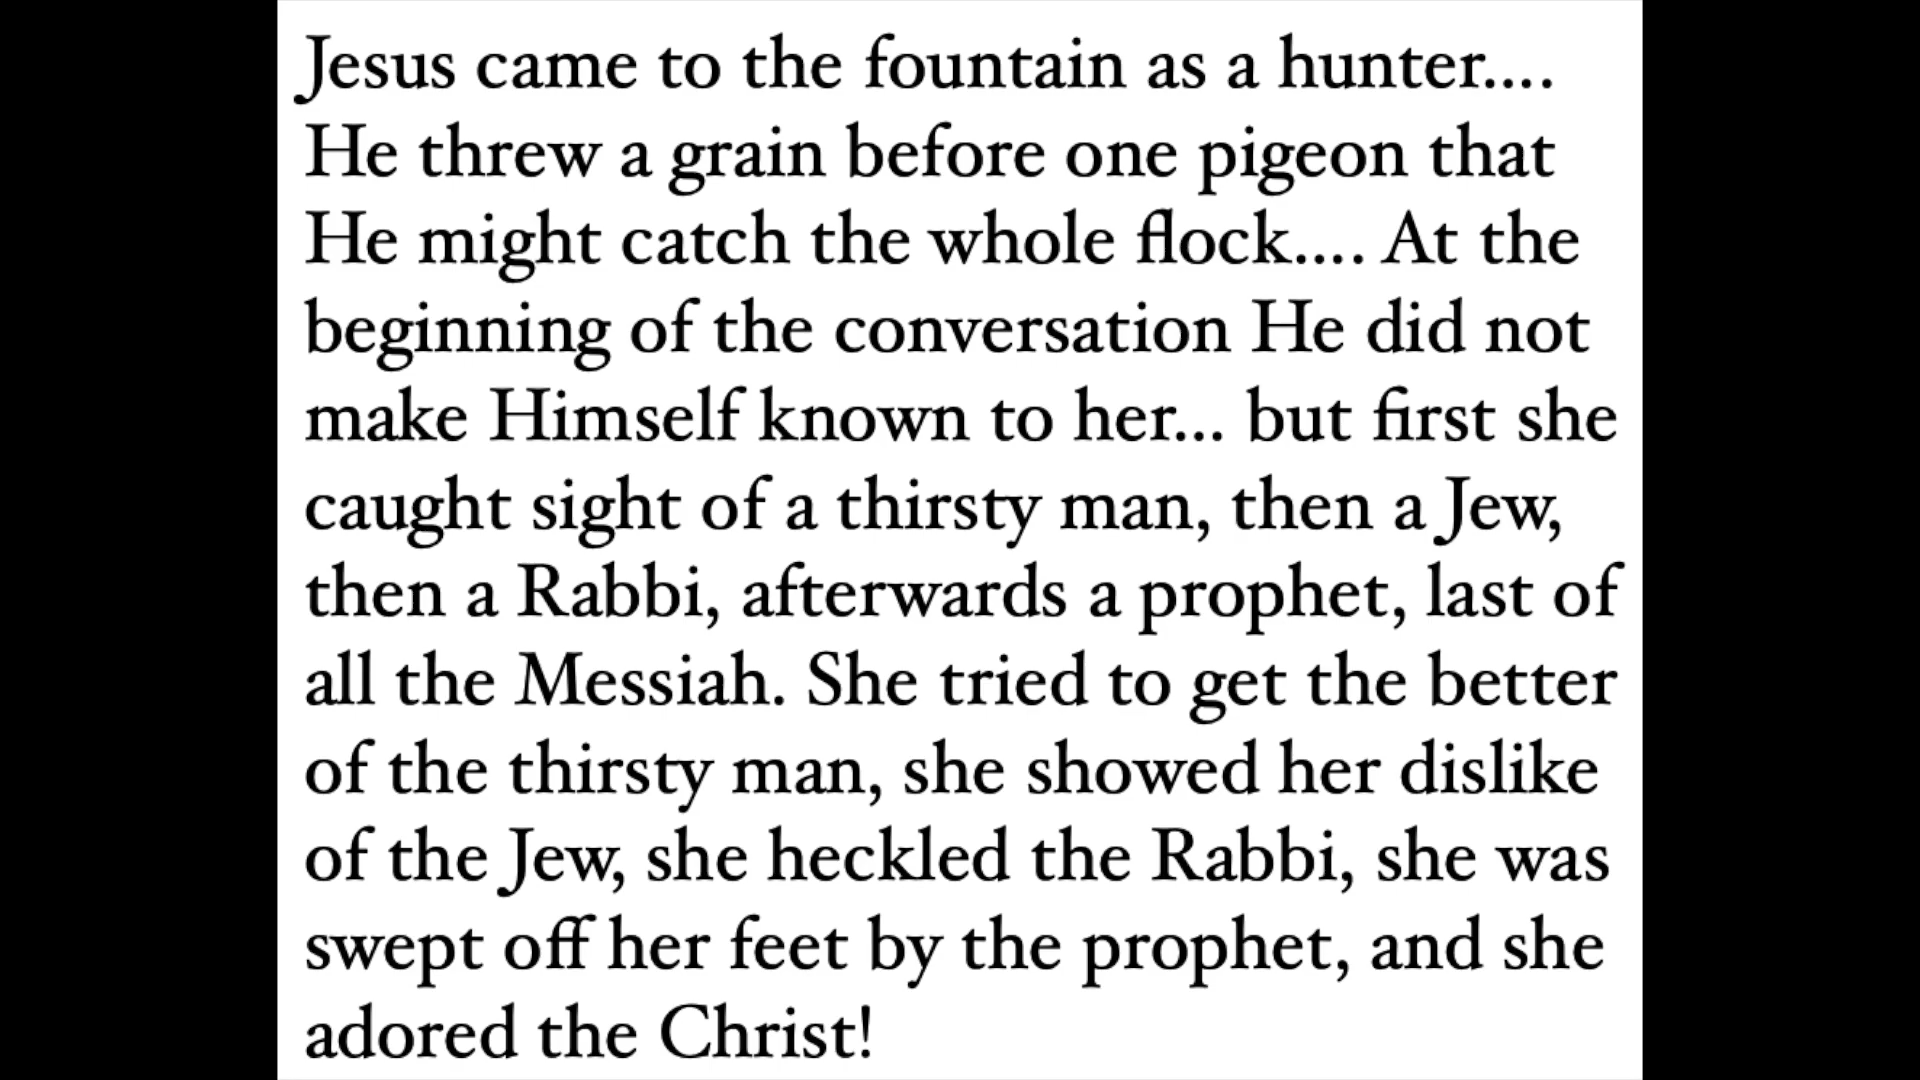 Jesus came to the fountain as a hunter....
He threw a grain before one pigeon that
He might catch the whole flock.... At the
beginning of the conversation He did not
make Himself known to her... but first she
caught sight of a thirsty man, then a Jew,
then a Rabbi, afterwards a prophet, last of
all the Messiah. She tried to get the better
of the thirsty man, she showed her dislike
of the Jew, she heckled the Rabbi, she was
swept off her feet by the prophet, and she
adored the Christ!